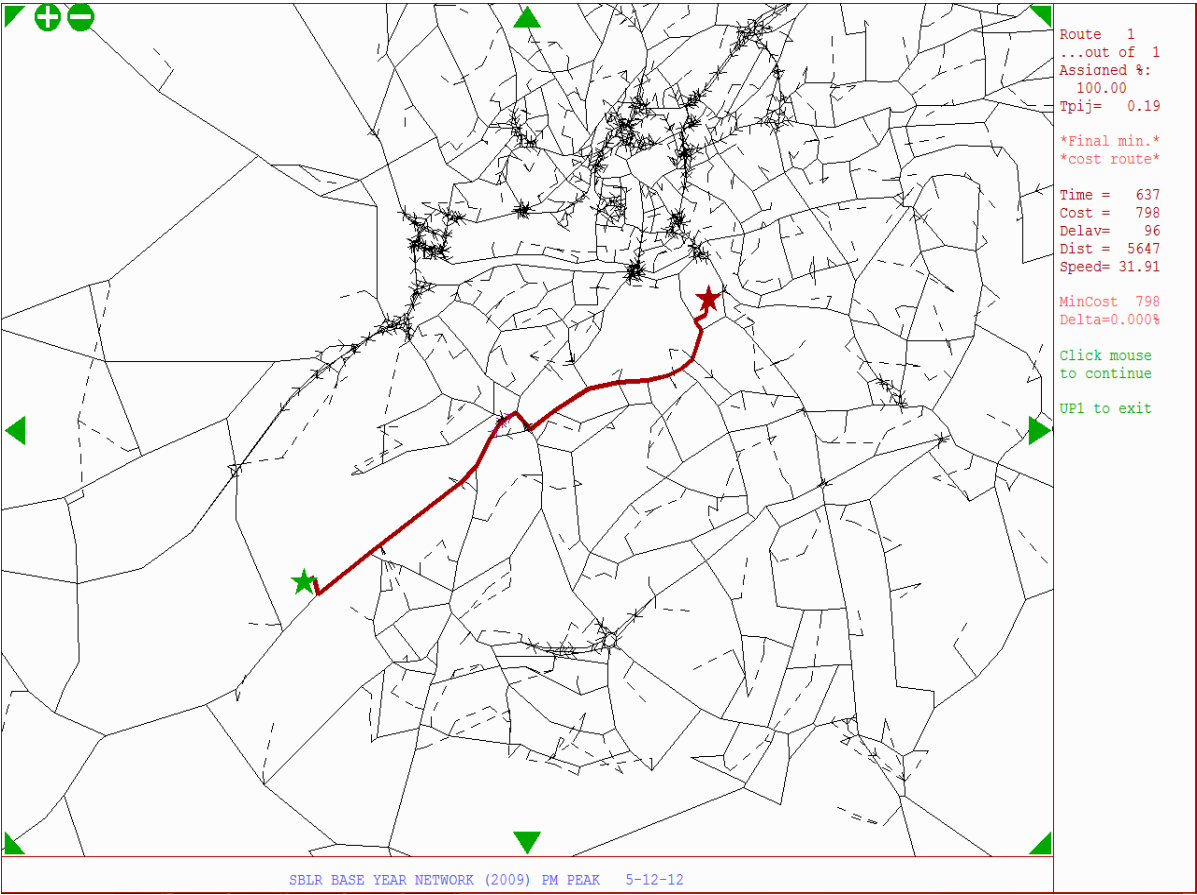 Route 1
...out of 1
Assigned %:
100.00
Tpij= 0.19
*Final min.*
*cost route*
Time = 637
Cost = 798
Delay= 96
Dist = 5647
Speed= 31.91
MinCost 798
Delta=0.000%
Click mouse
to continue
UP1 to exit
SBLR BASE YEAR NETWORK (2009) PM PEAK 5-12-12